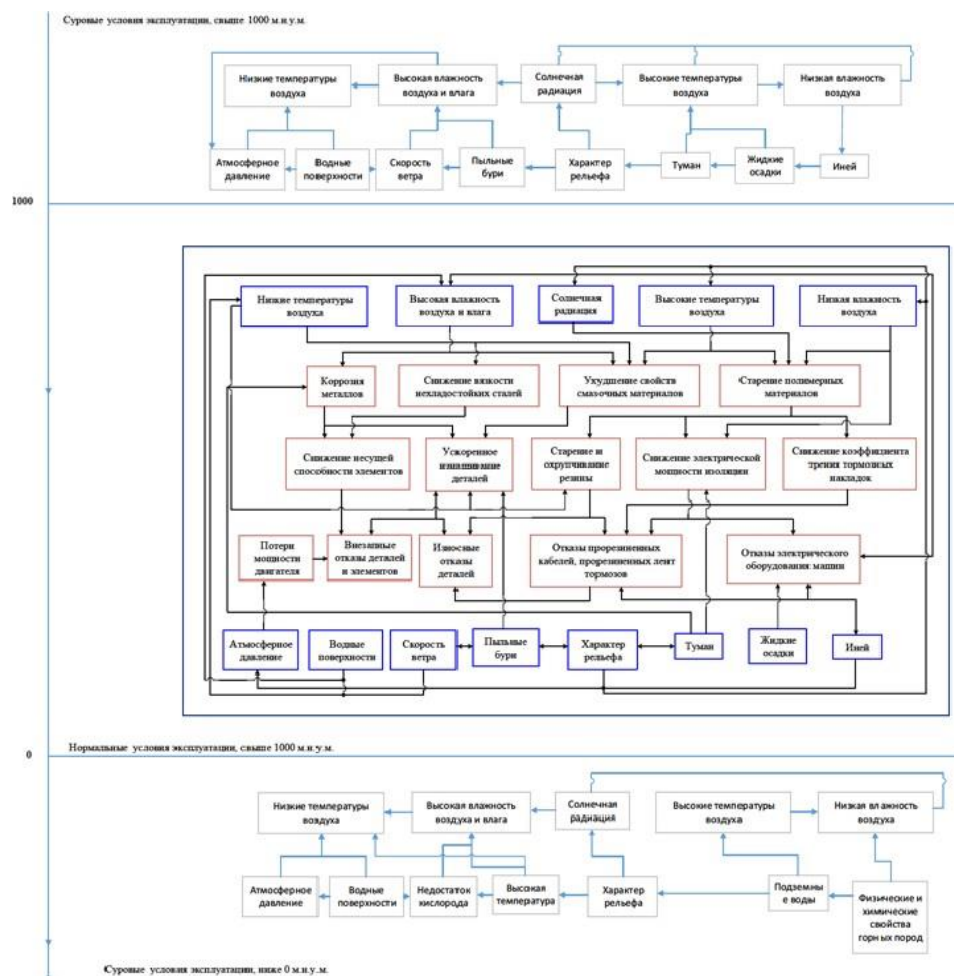 Суровые условия эксплуатации, свыше 1000 м.н.у.м.
Низкие температуры
воздуха
Высокая влажность
воздуха и влага
Солнечная
радиация
Высокие температуры
воздуха
Низкая влажность
воздуха
Атмосферное
давление
Водные
поверхности
Скорость
ветра
Пыльные
бури
Характер
рельефа
Туман
Жидкие
осадки
Иней
1000
Низкие температуры
воздуха
Высокая влажность
воздуха и влага
Солнечная
радиация
Высокие температуры
воздуха
Низкая влажность
воздуха
Коррозия
металлов
Снижение вязкости
нехладостойких сталей
Ухудшение свойств
смазочных материалов
Старение полимерных
материалов
Снижение несущей
способности элементов
Ускоренное
изнашивание
деталей
Старение и
охрупчивание
резины
Снижение электрической
мощности изоляции
Снижение коэффициента
трения тормозных
накладок
Потери
мощности
двигателя
Внезапные
отказы деталей
и элементов
Износные
отказы
деталей
Отказы прорезиненных
кабелей, прорезиненных лент
тормозов
Отказы электрического
оборудования машин
Атмосферное
давление
Водные
поверхности
Скорость
ветра
Пыльные
бури
Характер
рельефа
Туман
Жидкие
осадки
Иней
Нормальные условия эксплуатации, свыше 1000 м.н.у.м.
0
Низкие температуры
воздуха
Высокая влажность
воздуха и влага
Солнечная
радиация
Высокие температуры
воздуха
Низкая влажность
воздуха
Атмосферное
давление
Водные
поверхности
Недостаток
кислорода
Высокая
температура
Характер
рельефа
Подземны
е воды
Физические и
химические
свойства
горных пород
Суровые условия эксплуатации, ниже 0 м.н.у.м.